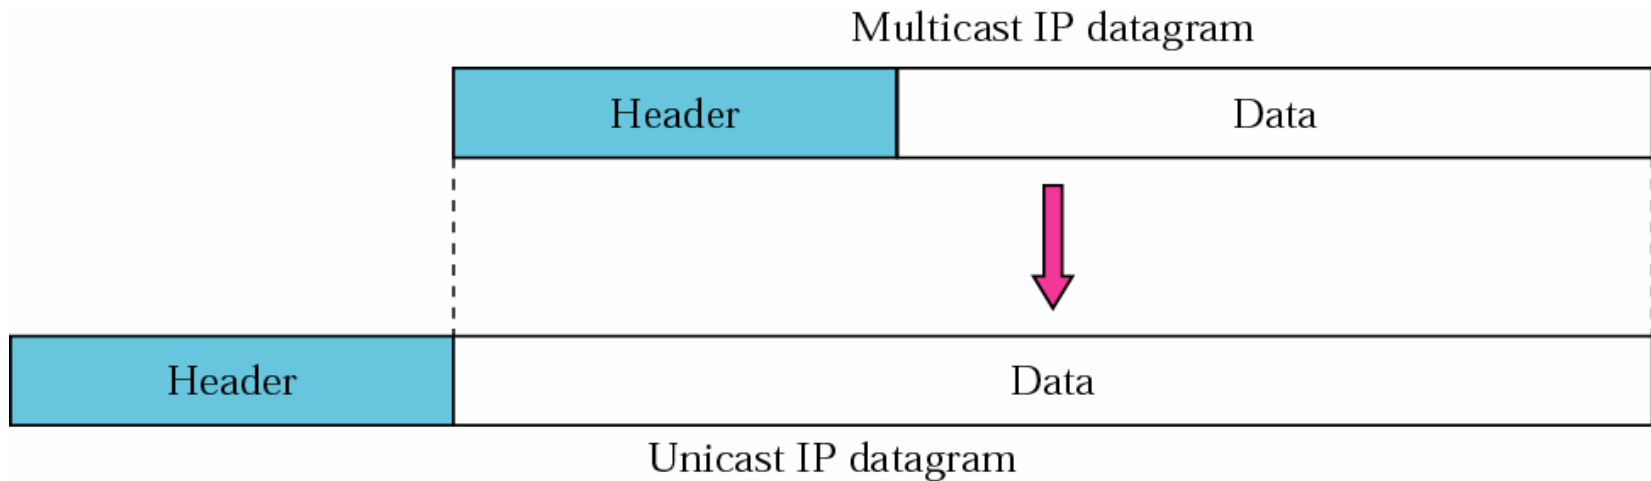 Multicast IP datagram
Header Data
Header Data
Unicast IP datagram